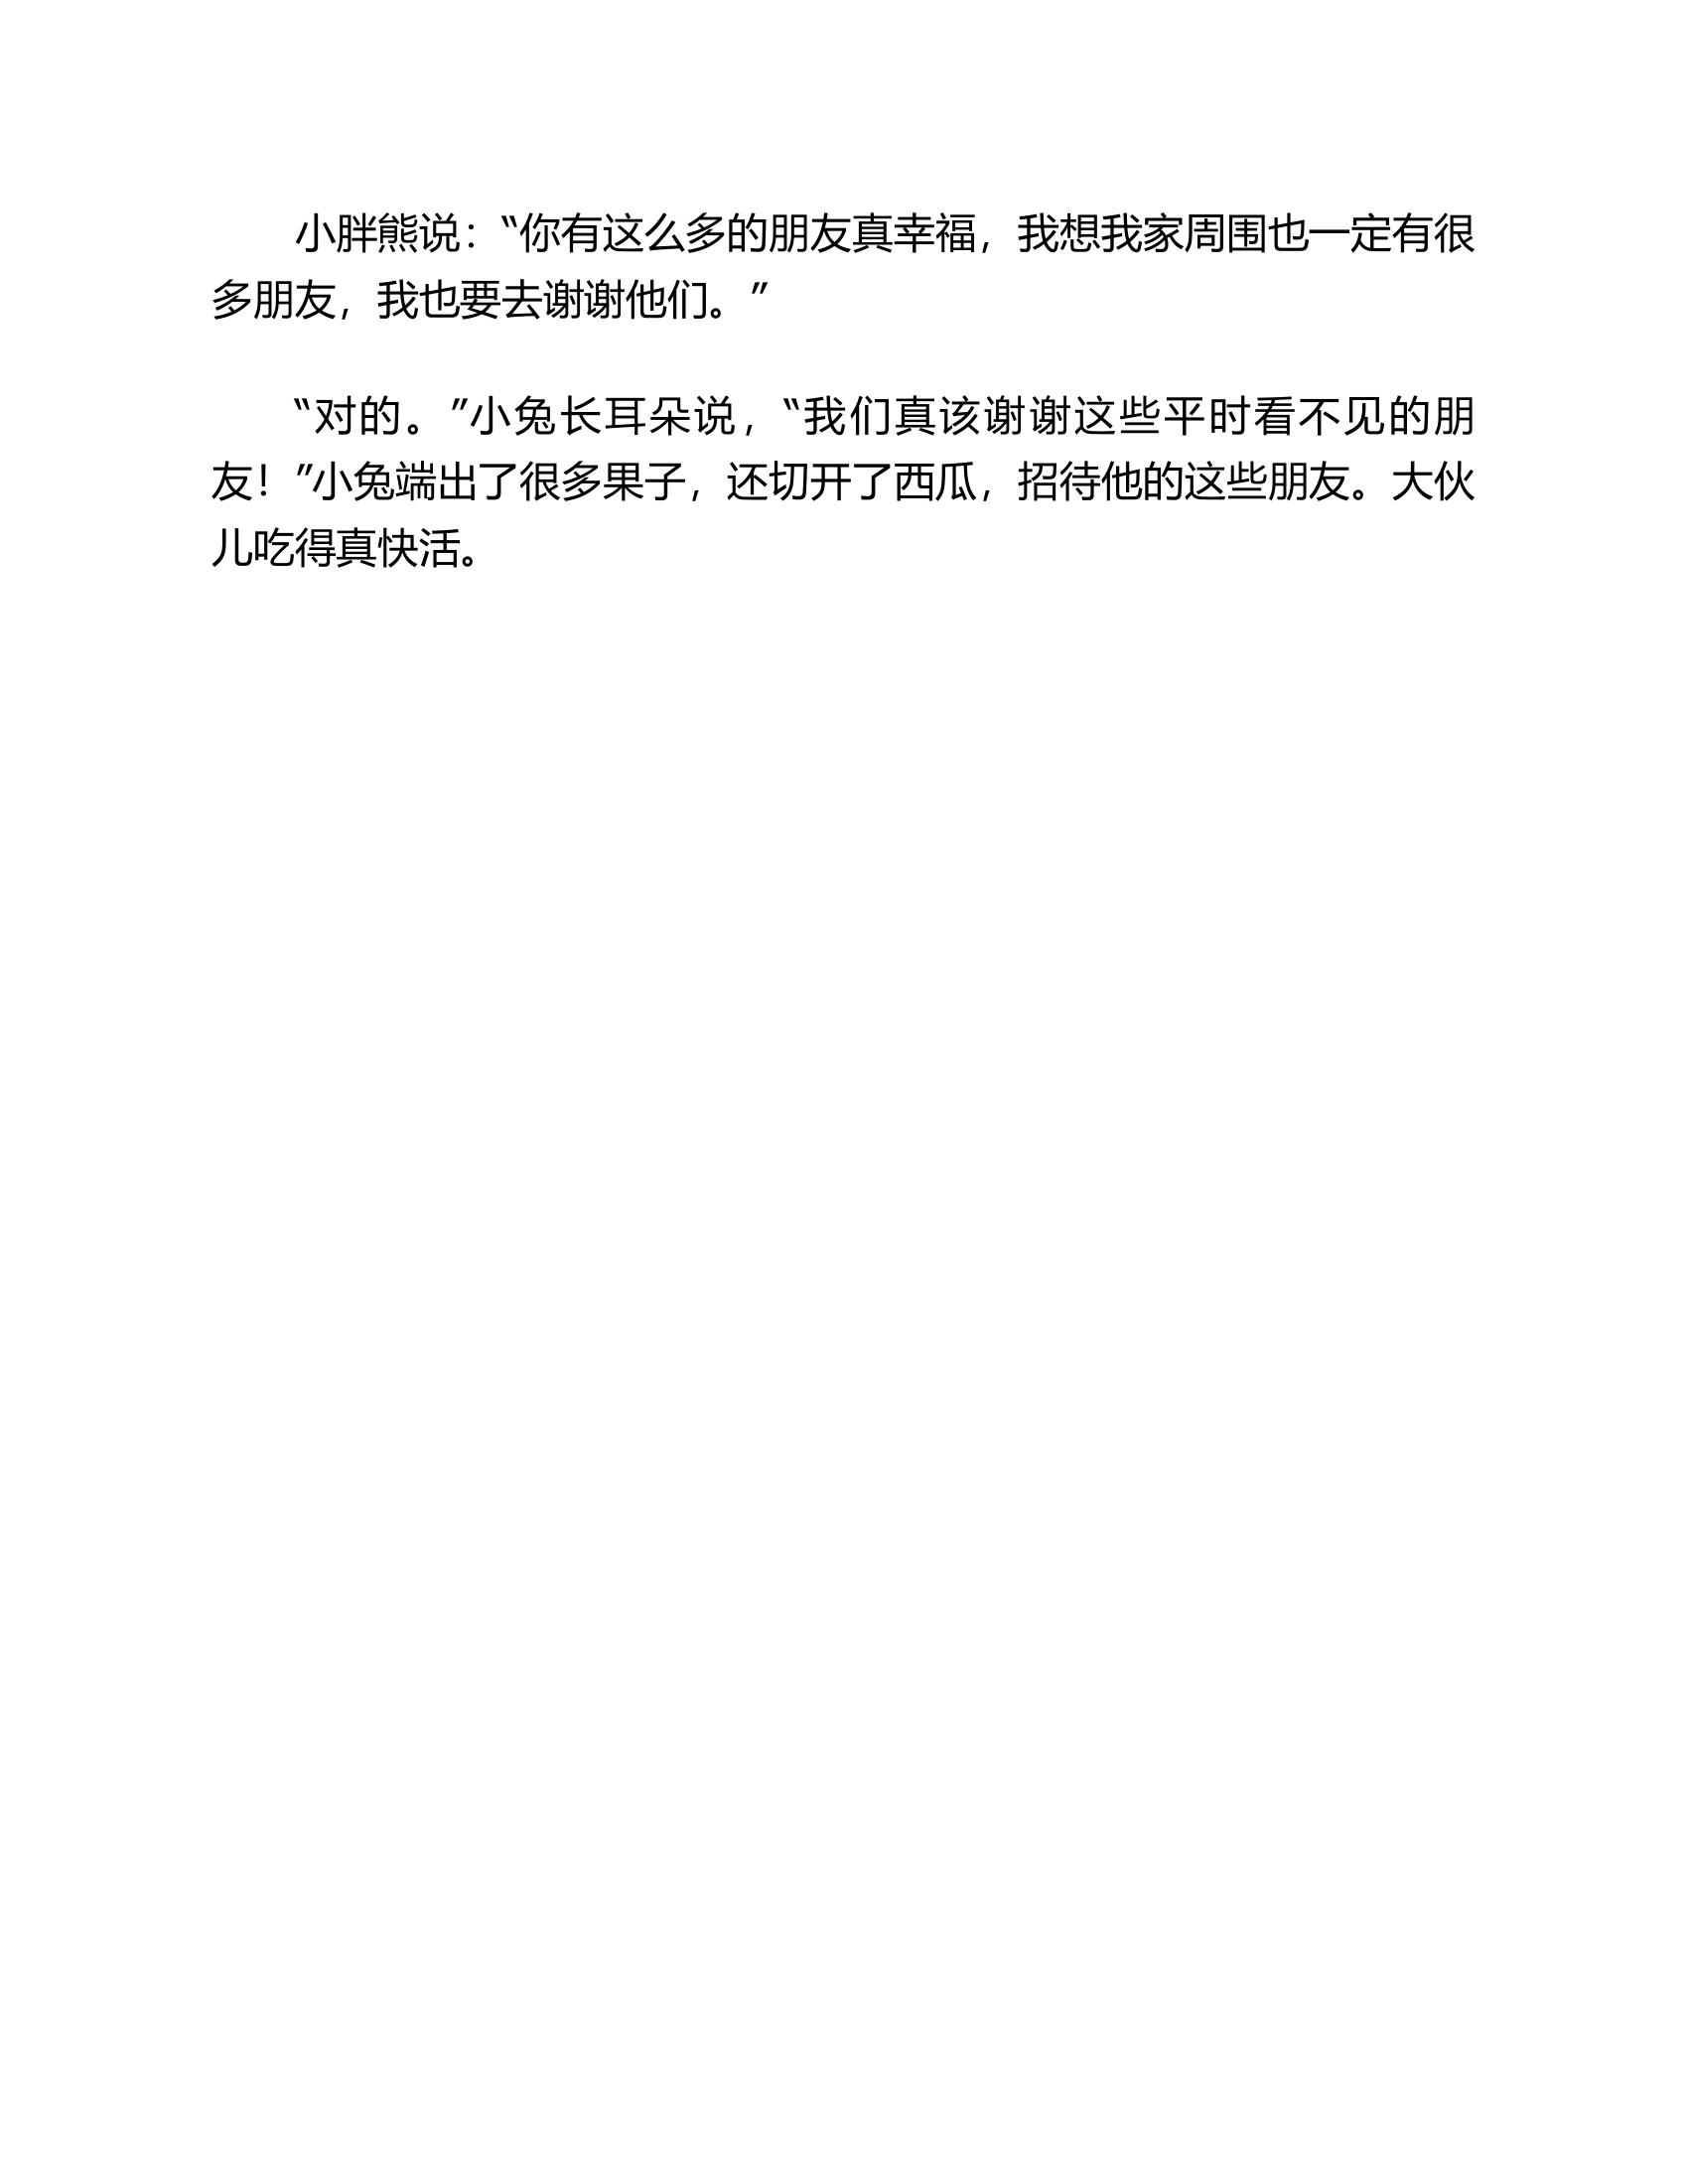 小胖熊说：“你有这么多的朋友真幸福，我想我家周围也一定有很
多朋友，我也要去谢谢他们。”
“对的。”小兔长耳朵说，“我们真该谢谢这些平时看不见的朋
友！”小兔端出了很多果子，还切开了西瓜，招待他的这些朋友。大伙
儿吃得真快活。